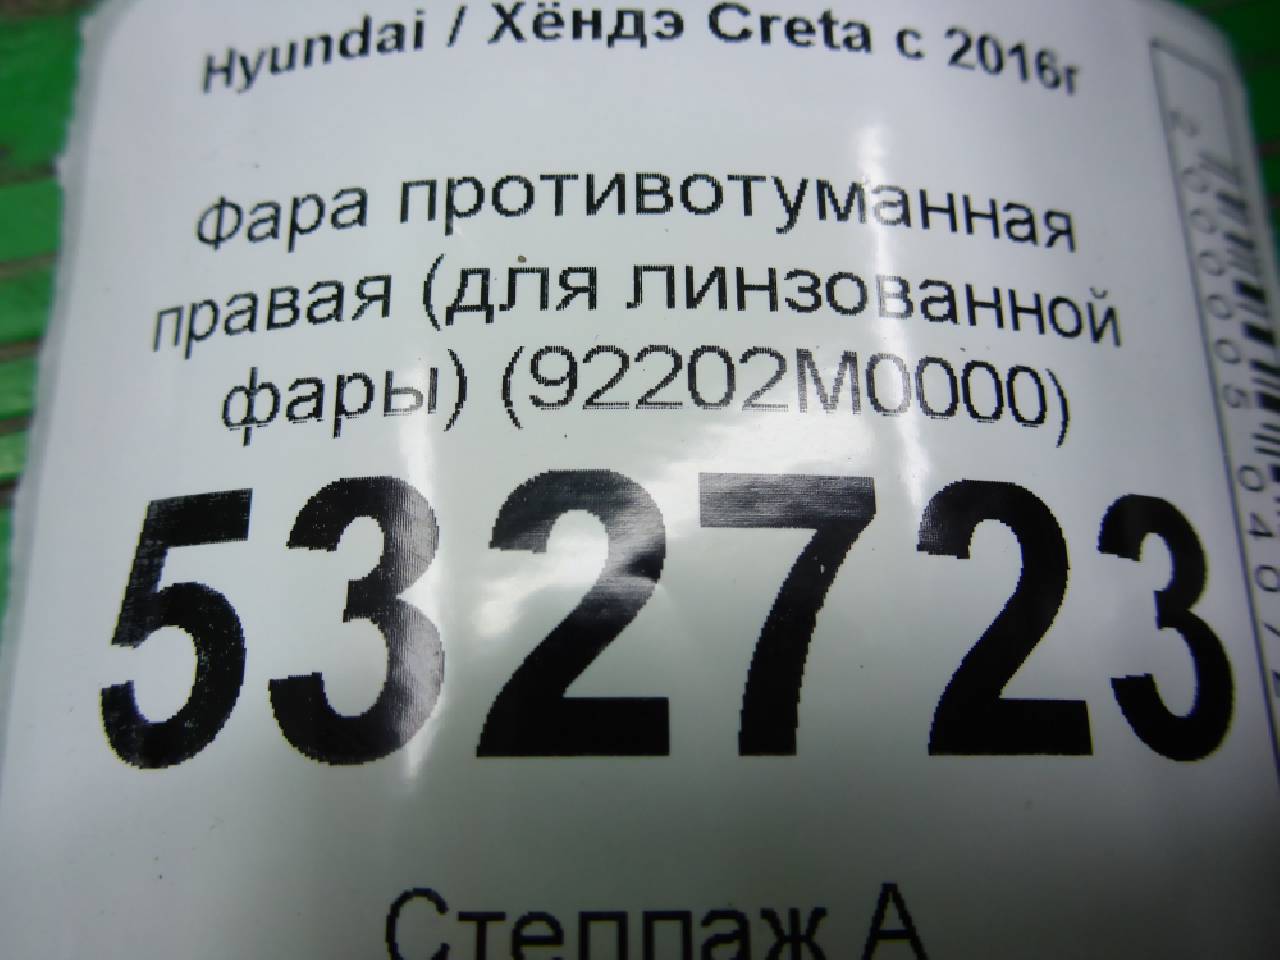 Hyundai / Хёндэ Creta с 2016г
Фара противотуманная
правая (для линзованной
фары) (92202M0000)
532723
Стеллаж А